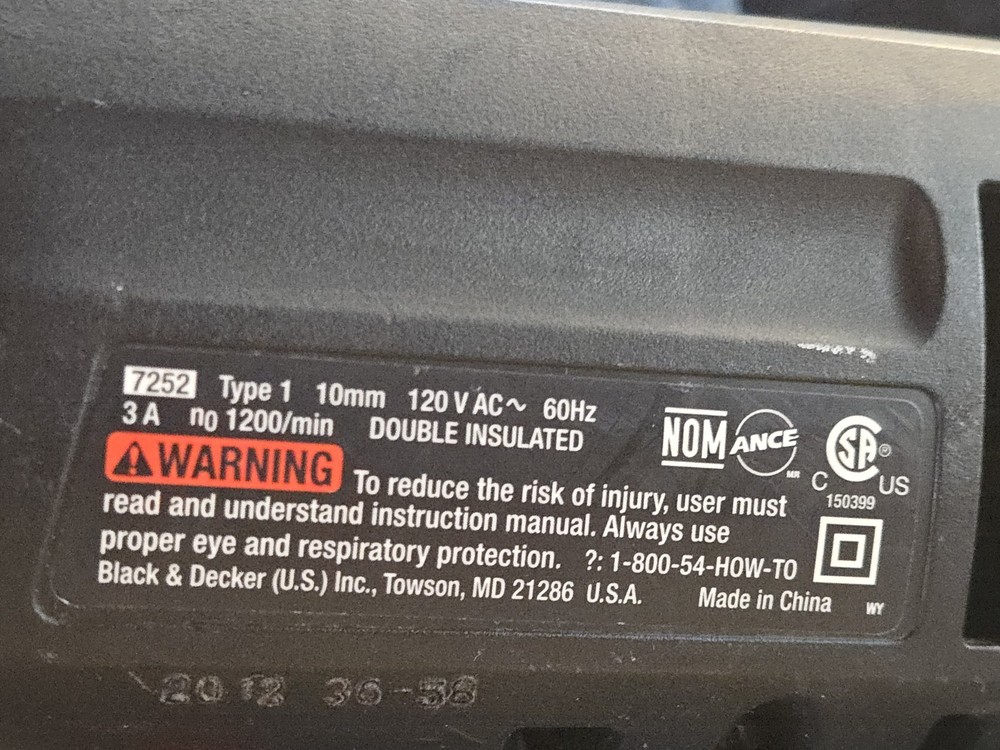 7252 Type 1 10mm 120 V AC~ 60Hz
3 A n0 1200/min DOUBLE INSULATED
NOM ANCE MR
SA ®
C US
150399
WARNING To reduce the risk of injury, user must
read and understand instruction manual. Always use
proper eye and respiratory protection. ?: 1-800-54-HOW-TO
Black & Decker (U.S.) Inc., Towson, MD 21286 U.S.A. Made in China WY
2012